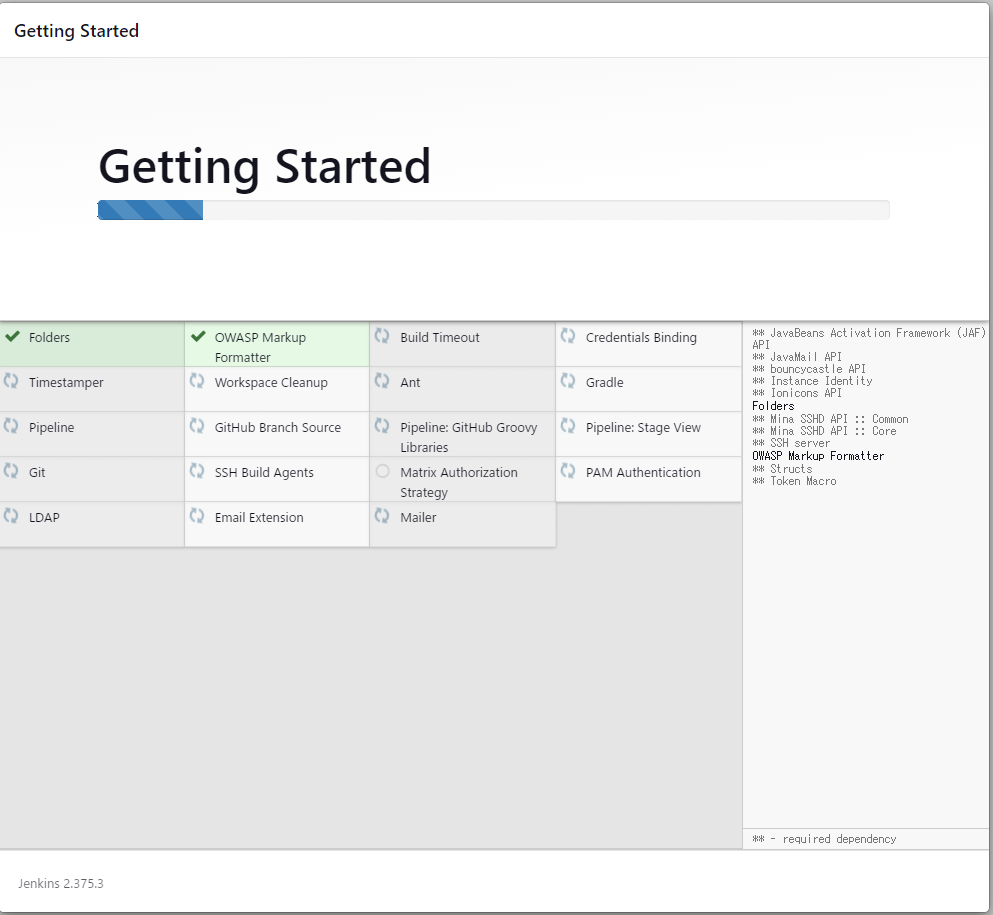 Getting Started
Getting Started
Folders
OWASP Markup
Formatter
Build Timeout
Credentials Binding
Timestamper
Workspace Cleanup
Ant
Gradle
Pipeline
GitHub Branch Source
Pipeline: GitHub Groovy
Libraries
Pipeline: Stage View
Git
SSH Build Agents
Matrix Authorization
Strategy
PAM Authentication
LDAP
Email Extension
Mailer
** JavaBeans Activation Framework (JAF)
API
** JavaMail API
** bouncycastle API
** Instance Identity
** Ionicons API
Folders
** Mina SSHD API :: Common
** Mina SSHD API :: Core
** SSH server
OWASP Markup Formatter
** Structs
** Token Macro
** - required dependency
Jenkins 2.375.3